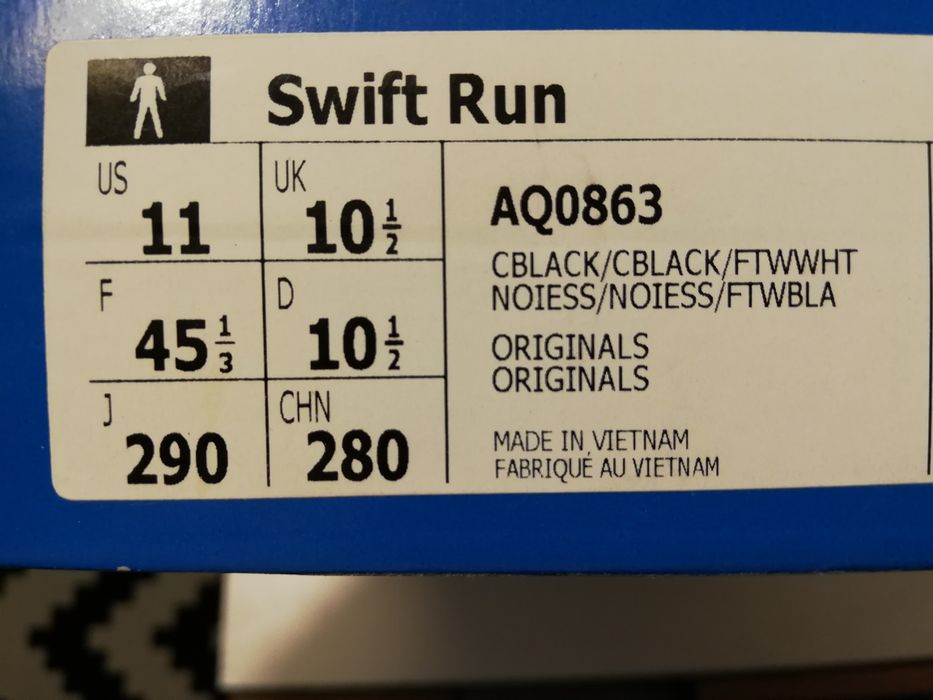 Swift Run
US
11
UK
10 1/2
F
45 1/3
D
10 1/2
J
290
CHN
280
AQ0863
CBLACK/CBLACK/FTWWHT
NOIESS/NOIESS/FTWBLA
ORIGINALS
ORIGINALS
MADE IN VIETNAM
FABRIQUÉ AU VIETNAM